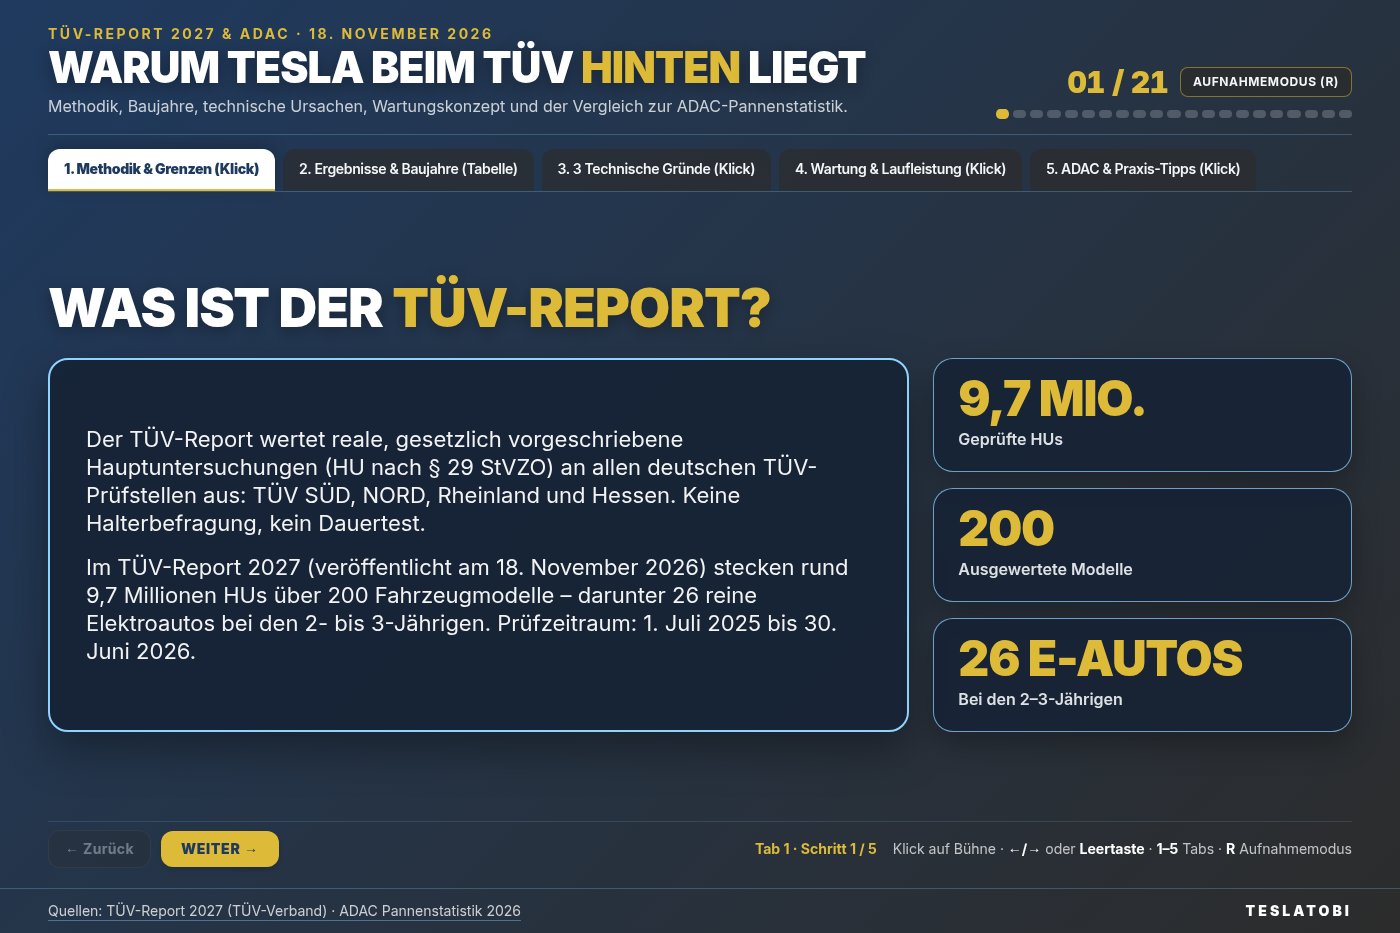 TÜV-REPORT 2027 & ADAC · 18. NOVEMBER 2026
WARUM TESLA BEIM TÜV HINTEN LIEGT
Methodik, Baujahre, technische Ursachen, Wartungskonzept und der Vergleich zur ADAC-Pannenstatistik.
01 / 21
AUFNAHMEMODUS (R)
1. Methodik & Grenzen (Klick)
2. Ergebnisse & Baujahre (Tabelle)
3. 3 Technische Gründe (Klick)
4. Wartung & Laufleistung (Klick)
5. ADAC & Praxis-Tipps (Klick)
WAS IST DER TÜV-REPORT?
Der TÜV-Report wertet reale, gesetzlich vorgeschriebene
Hauptuntersuchungen (HU nach § 29 StVZO) an allen deutschen TÜV-
Prüfstellen aus: TÜV SÜD, NORD, Rheinland und Hessen. Keine
Halterbefragung, kein Dauertest.
Im TÜV-Report 2027 (veröffentlicht am 18. November 2026) stecken rund
9,7 Millionen HUs über 200 Fahrzeugmodelle – darunter 26 reine
Elektroautos bei den 2- bis 3-Jährigen. Prüfzeitraum: 1. Juli 2025 bis 30.
Juni 2026.
9,7 MIO.
Geprüfte HUs
200
Ausgewertete Modelle
26 E-AUTOS
Bei den 2–3-Jährigen
← Zurück
WEITER →
Tab 1 · Schritt 1 / 5
Klick auf Bühne · ←/→ oder Leertaste · 1–5 Tabs · R Aufnahmemodus
Quellen: TÜV-Report 2027 (TÜV-Verband) · ADAC Pannenstatistik 2026
TESLATOBI